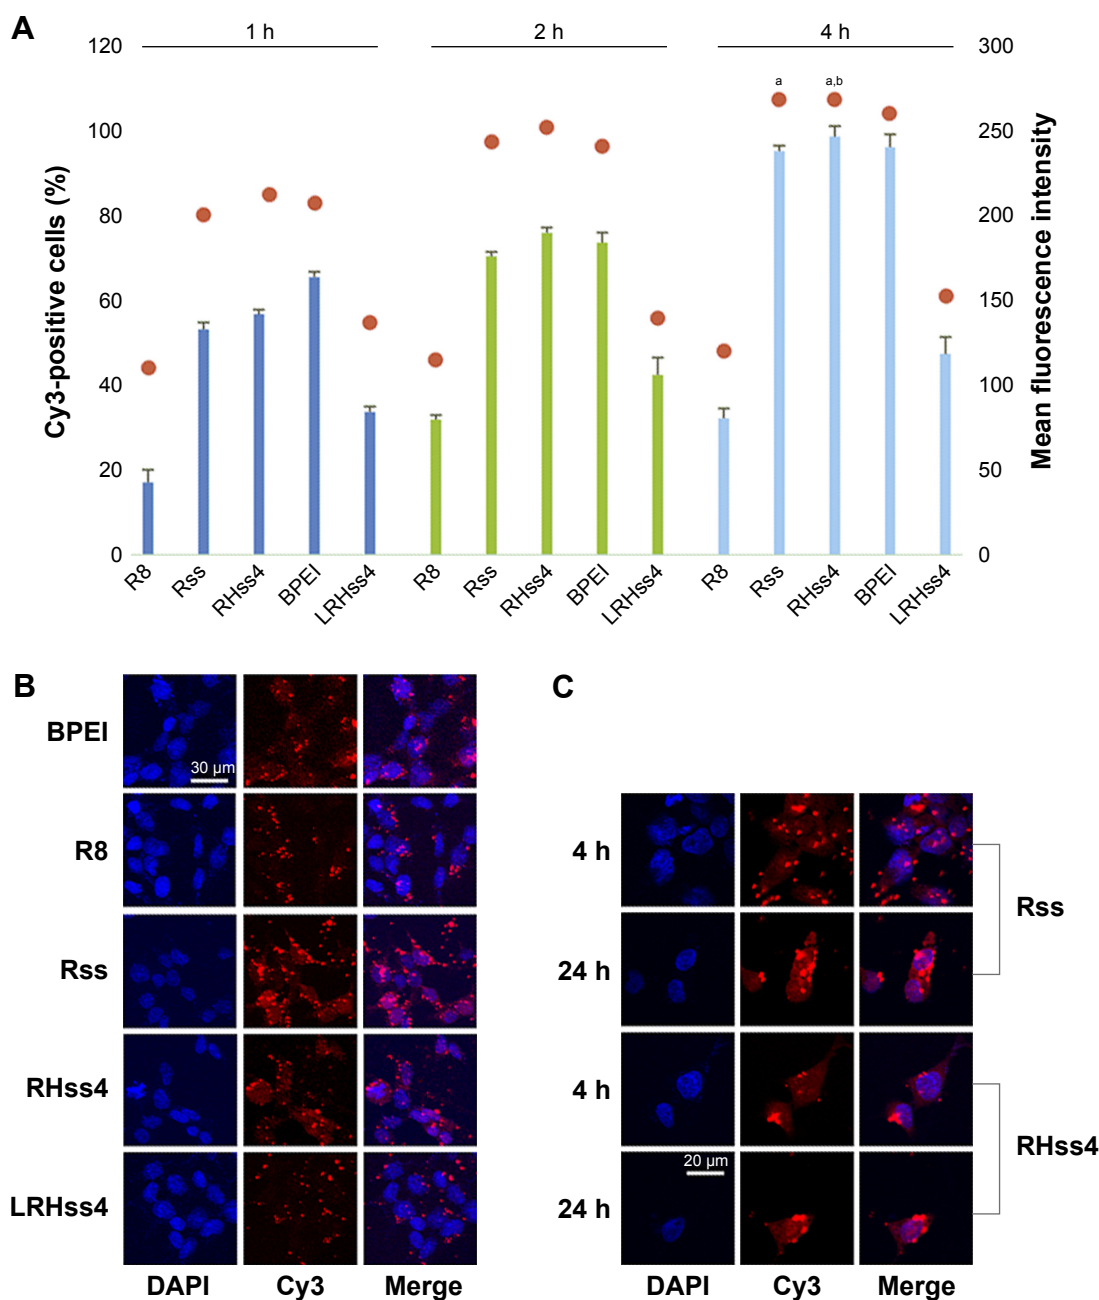 A
1 h
2 h
4 h
120
100
80
60
40
20
0
Cy3-positive cells (%)
300
250
200
150
100
50
0
Mean fluorescence intensity
a
a,b
R8
Rss
RHss4
BPEI
LRHss4
R8
Rss
RHss4
BPEI
LRHss4
R8
Rss
RHss4
BPEI
LRHss4
B
BPEI
30 µm
R8
Rss
RHss4
LRHss4
DAPI
Cy3
Merge
C
4 h
24 h
Rss
4 h
24 h
RHss4
20 µm
DAPI
Cy3
Merge